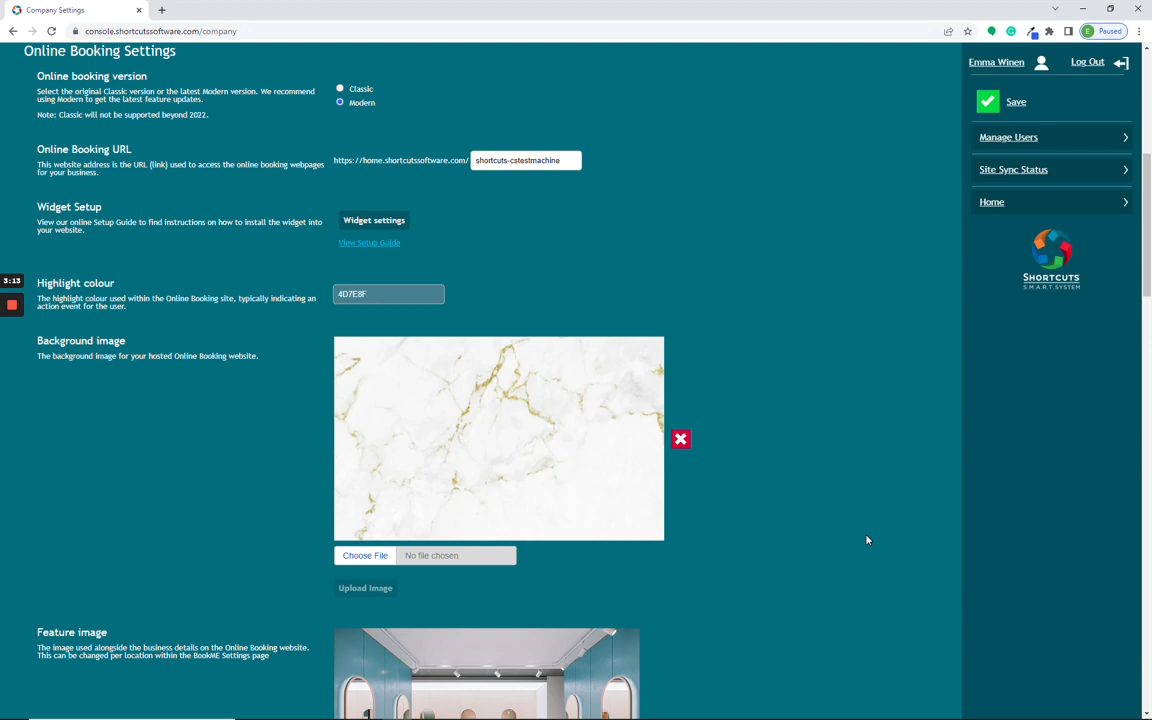 Company Settings
console.shortcutssoftware.com/company
E
Paused
Online Booking Settings
Online booking version
Select the original Classic version or the latest Modern version. We recommend
using Modern to get the latest feature updates.
Note: Classic will not be supported beyond 2022.
Classic
Modern
Online Booking URL
This website address is the URL (link) used to access the online booking webpages
for your business.
https://home.shortcutssoftware.com/
shortcuts-cstestmachine
Widget Setup
View our online Setup Guide to find instructions on how to install the widget into
your website.
Widget settings
View Setup Guide
3:13
Highlight colour
The highlight colour used within the Online Booking site, typically indicating an
action event for the user.
4D7E8F
Background image
The background image for your hosted Online Booking website.
Choose File
No file chosen
Upload Image
Feature image
The image used alongside the business details on the Online Booking website.
This can be changed per location within the BookME Settings page
Emma Winen
Log Out
Save
Manage Users
Site Sync Status
Home
SHORTCUTS
S.M.A.R.T. SYSTEM